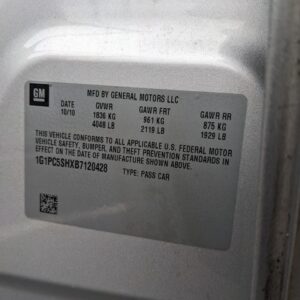 GM
MFD BY GENERAL MOTORS LLC
DATE GVWR GAWR FRT GAWR RR
10/10 1836 KG 961 KG 875 KG
4048 LB 2119 LB 1929 LB
THIS VEHICLE CONFORMS TO ALL APPLICABLE U.S. FEDERAL MOTOR
VEHICLE SAFETY, BUMPER, AND THEFT PREVENTION STANDARDS IN
EFFECT ON THE DATE OF MANUFACTURE SHOWN ABOVE.
1G1PC5SHXB7120428 TYPE: PASS CAR